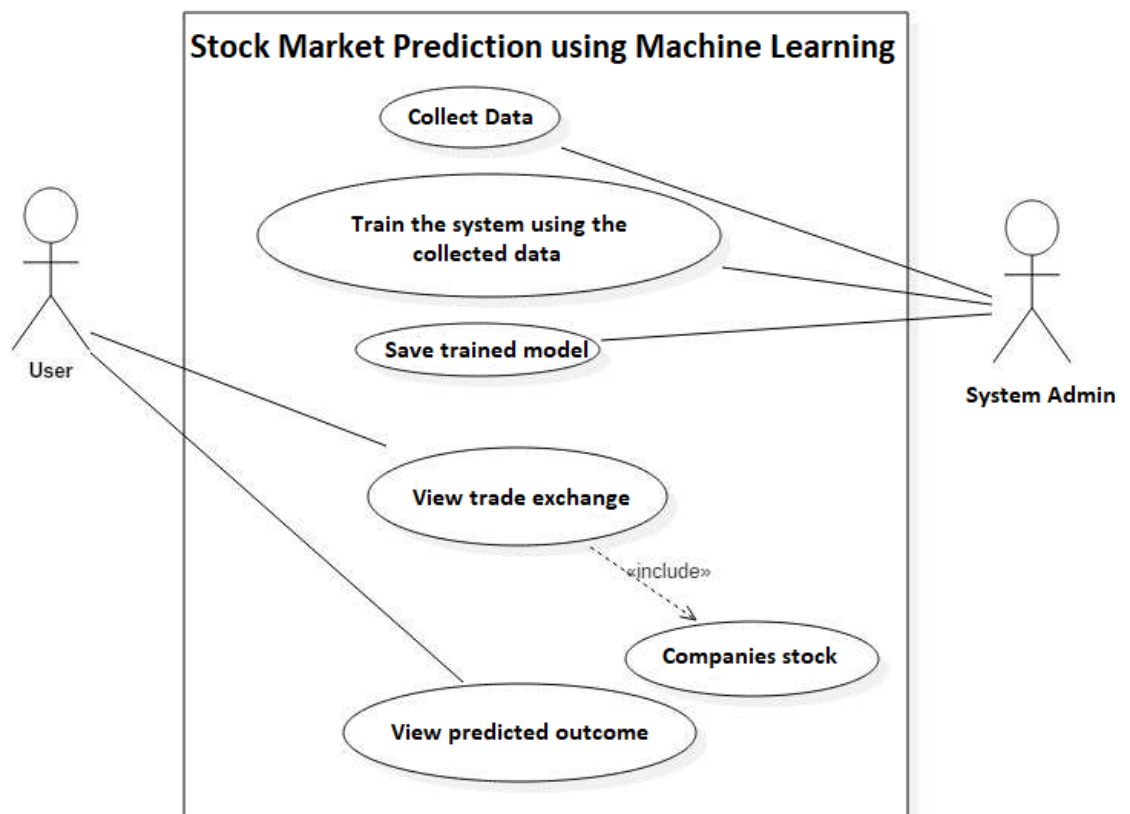 Stock Market Prediction using Machine Learning
Collect Data
Train the system using the
collected data
Save trained model
User
System Admin
View trade exchange
«include»
Companies stock
View predicted outcome